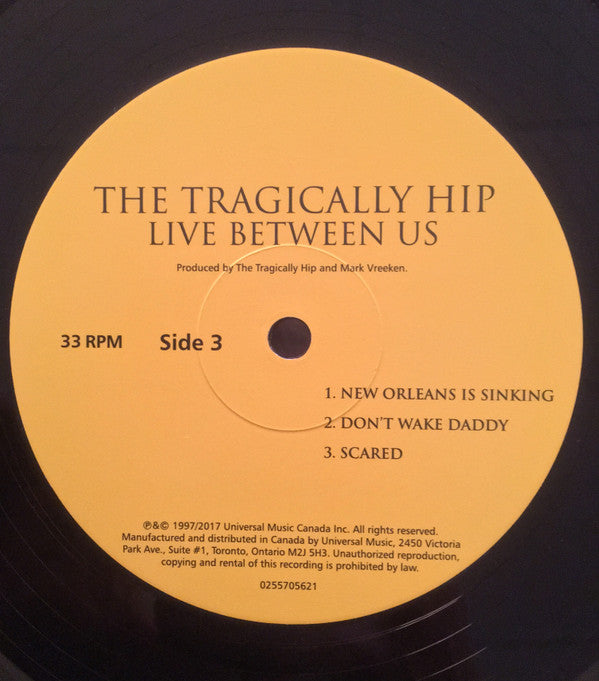 THE TRAGICALLY HIP
LIVE BETWEEN US
Produced by The Tragically Hip and Mark Vreeken.
33 RPM Side 3
1. NEW ORLEANS IS SINKING
2. DON'T WAKE DADDY
3. SCARED
℗&© 1997/2017 Universal Music Canada Inc. All rights reserved.
Manufactured and distributed in Canada by Universal Music, 2450 Victoria
Park Ave., Suite #1, Toronto, Ontario M2J 5H3. Unauthorized reproduction,
copying and rental of this recording is prohibited by law.
0255705621